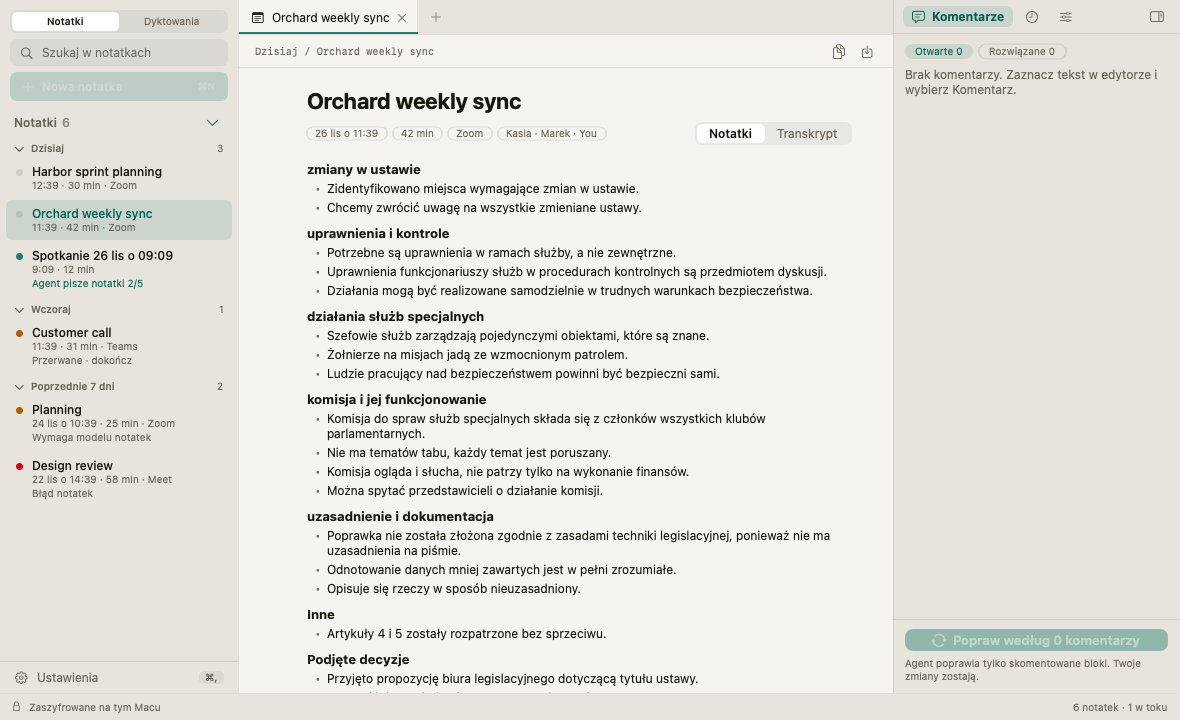 Notatki
Dyktowania
Szukaj w notatkach
Nowa notatka
⌘N
Notatki 6
Dzisiaj
3
Harbor sprint planning
12:39 · 30 min · Zoom
Orchard weekly sync
11:39 · 42 min · Zoom
Spotkanie 26 lis o 09:09
9:09 · 12 min
Agent pisze notatki 2/5
Wczoraj
1
Customer call
11:39 · 31 min · Teams
Przerwane · dokończ
Poprzednie 7 dni
2
Planning
24 lis o 10:39 · 25 min · Zoom
Wymaga modelu notatek
Design review
22 lis o 14:39 · 58 min · Meet
Błąd notatek
Ustawienia
⌘,
Orchard weekly sync
Dzisiaj / Orchard weekly sync
Orchard weekly sync
26 lis o 11:39
42 min
Zoom
Kasia · Marek · You
Notatki
Transkrypt
zmiany w ustawie
• Zidentyfikowano miejsca wymagające zmian w ustawie.
• Chcemy zwrócić uwagę na wszystkie zmieniane ustawy.
uprawnienia i kontrole
• Potrzebne są uprawnienia w ramach służby, a nie zewnętrzne.
• Uprawnienia funkcjonariuszy służb w procedurach kontrolnych są przedmiotem dyskusji.
• Działania mogą być realizowane samodzielnie w trudnych warunkach bezpieczeństwa.
działania służb specjalnych
• Szefowie służb zarządzają pojedynczymi obiektami, które są znane.
• Żołnierze na misjach jadą ze wzmocnionym patrolem.
• Ludzie pracujący nad bezpieczeństwem powinni być bezpieczni sami.
komisja i jej funkcjonowanie
• Komisja do spraw służb specjalnych składa się z członków wszystkich klubów
parlamentarnych.
• Nie ma tematów tabu, każdy temat jest poruszany.
• Komisja ogląda i słucha, nie patrzy tylko na wykonanie finansów.
• Można spytać przedstawicieli o działanie komisji.
uzasadnienie i dokumentacja
• Poprawka nie została złożona zgodnie z zasadami techniki legislacyjnej, ponieważ nie ma
uzasadnienia na piśmie.
• Odnotowanie danych mniej zawartych jest w pełni zrozumiałe.
• Opisuje się rzeczy w sposób nieuzasadniony.
Inne
• Artykuły 4 i 5 zostały rozpatrzone bez sprzeciwu.
Podjęte decyzje
• Przyjęto propozycję biura legislacyjnego dotyczącą tytułu ustawy.
Komentarze
Otwarte 0
Rozwiązane 0
Brak komentarzy. Zaznacz tekst w edytorze i
wybierz Komentarz.
Popraw według 0 komentarzy
Agent poprawia tylko skomentowane bloki. Twoje
zmiany zostają.
Zaszyfrowane na tym Macu
6 notatek · 1 w toku